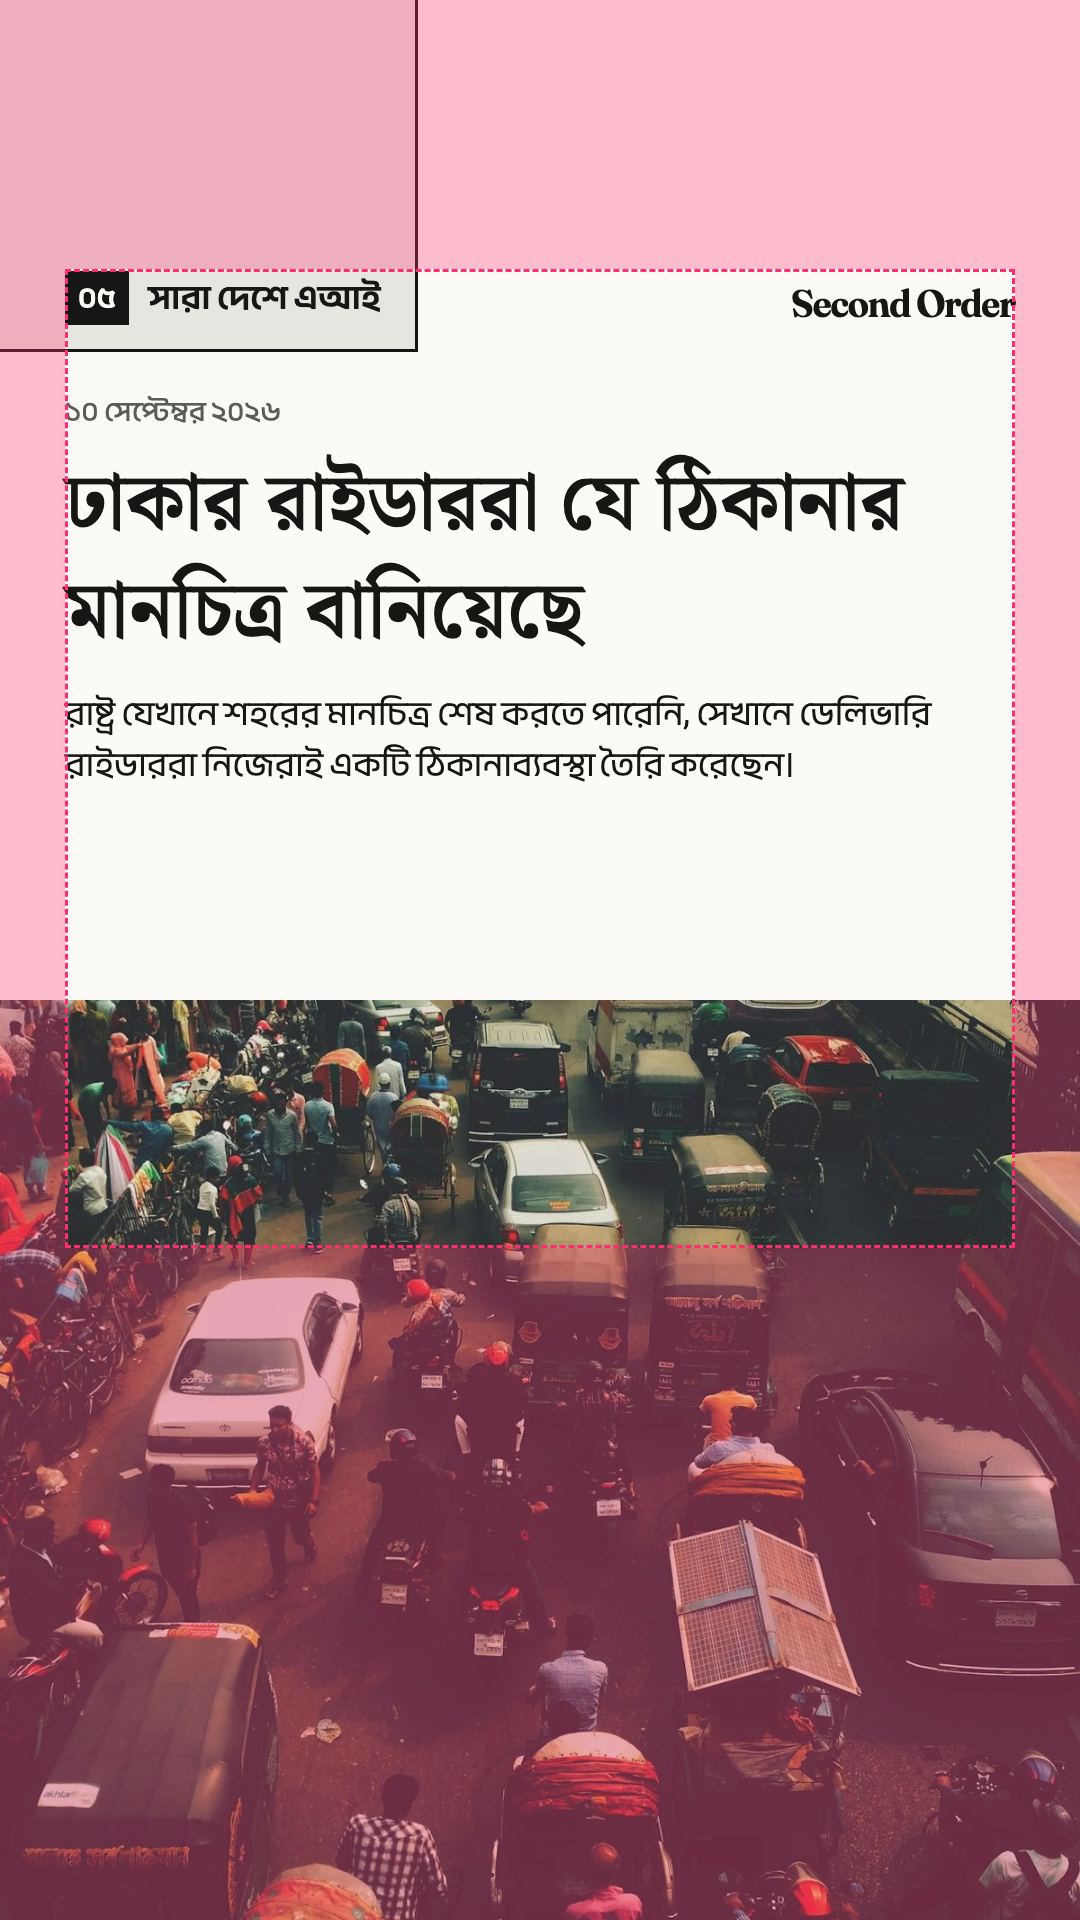 ০৫ সারা দেশে এআই
Second Order
১০ সেপ্টেম্বর ২০২৬
ঢাকার রাইডাররা যে ঠিকানার
মানচিত্র বানিয়েছে
রাষ্ট্র যেখানে শহরের মানচিত্র শেষ করতে পারেনি, সেখানে ডেলিভারি
রাইডাররা নিজেরাই একটি ঠিকানাব্যবস্থা তৈরি করেছেন।